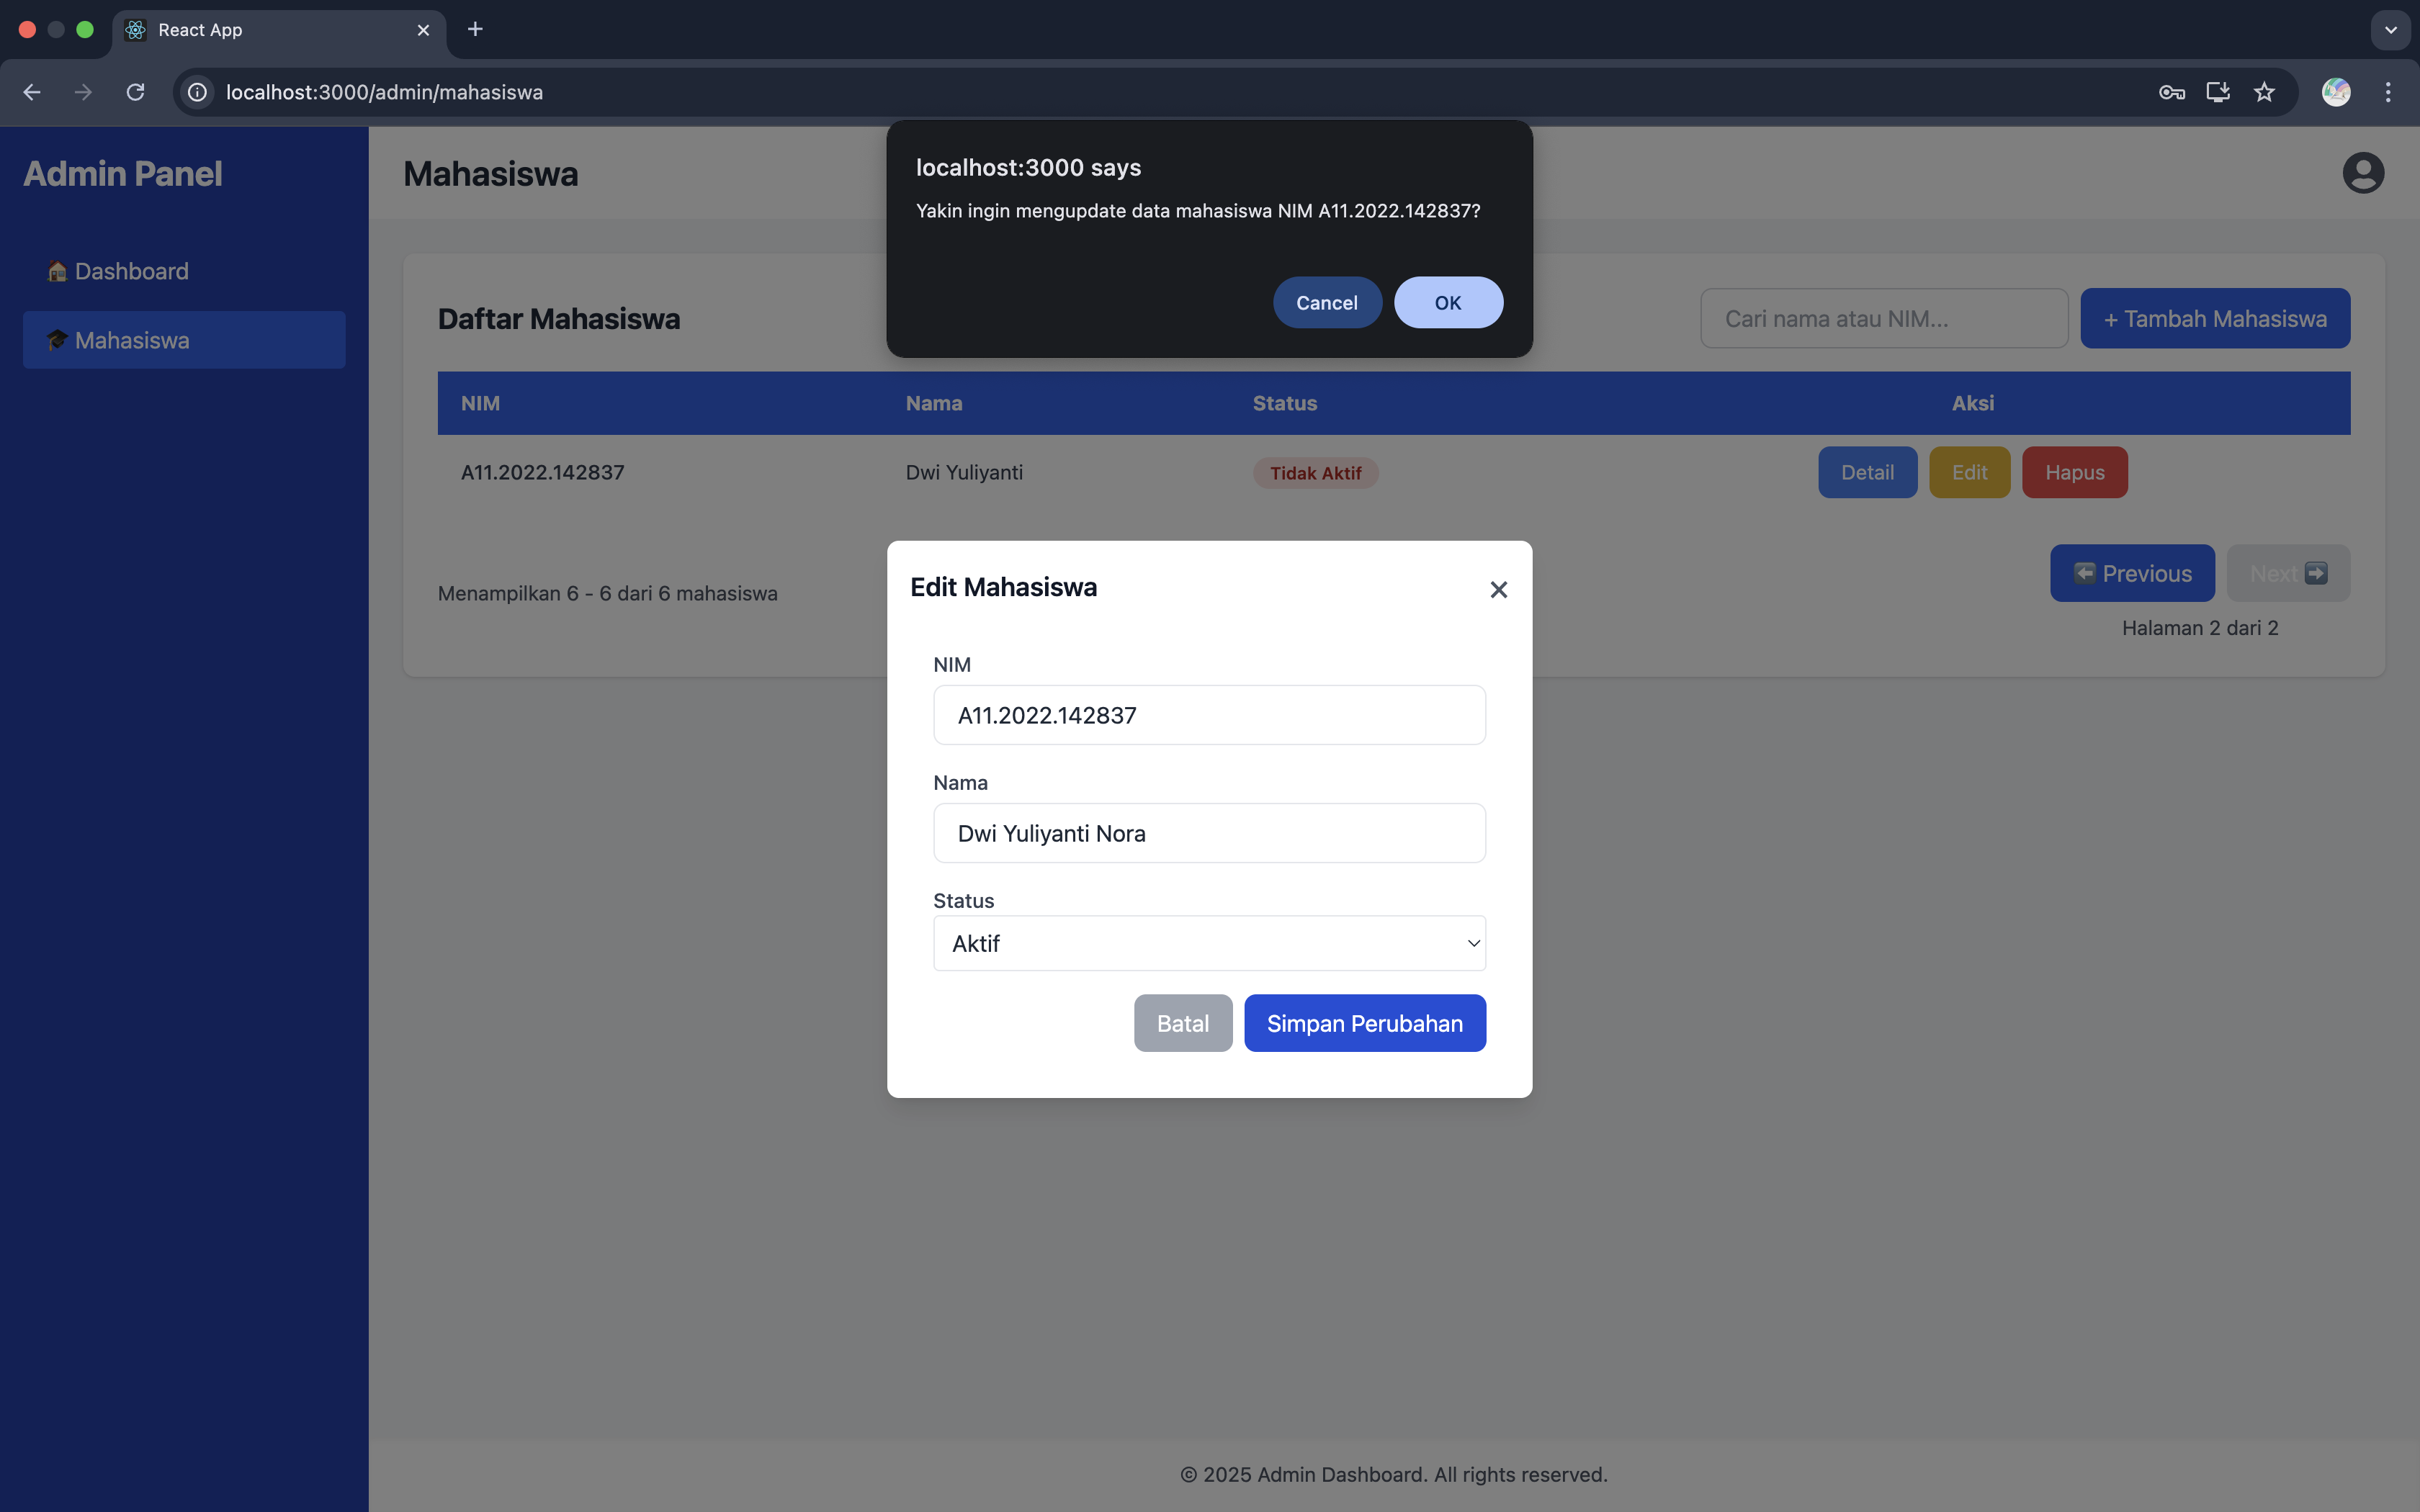 React App
localhost:3000/admin/mahasiswa
Admin Panel
Dashboard
Mahasiswa
Mahasiswa
localhost:3000 says
Yakin ingin mengupdate data mahasiswa NIM A11.2022.142837?
Cancel
OK
Daftar Mahasiswa
Cari nama atau NIM...
+ Tambah Mahasiswa
NIM Nama Status Aksi
A11.2022.142837 Dwi Yuliyanti Tidak Aktif Detail Edit Hapus
Menampilkan 6 - 6 dari 6 mahasiswa
Previous
Next
Halaman 2 dari 2
Edit Mahasiswa
NIM
A11.2022.142837
Nama
Dwi Yuliyanti Nora
Status
Aktif
Batal
Simpan Perubahan
© 2025 Admin Dashboard. All rights reserved.